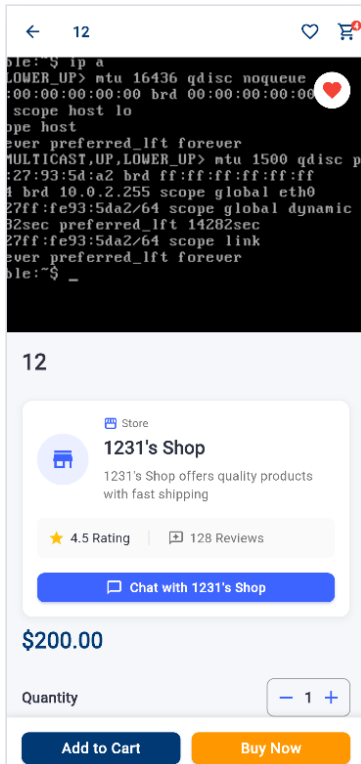 12
4
ble:~$ ip a
LOWER_UP> mtu 16436 qdisc noqueue
:00:00:00:00:00 brd 00:00:00:00:00
scope host lo
ope host
ever preferred_lft forever
MULTICAST,UP,LOWER_UP> mtu 1500 qdisc p
:27:93:5d:a2 brd ff:ff:ff:ff:ff:ff
4 brd 10.0.2.255 scope global eth0
27ff:fe93:5da2/64 scope global dynamic
82sec preferred_lft 14282sec
27ff:fe93:5da2/64 scope link
ever preferred_lft forever
ble:~$ _
12
Store
1231's Shop
1231's Shop offers quality products
with fast shipping
4.5 Rating
128 Reviews
Chat with 1231's Shop
$200.00
Quantity
− 1 +
Add to Cart
Buy Now